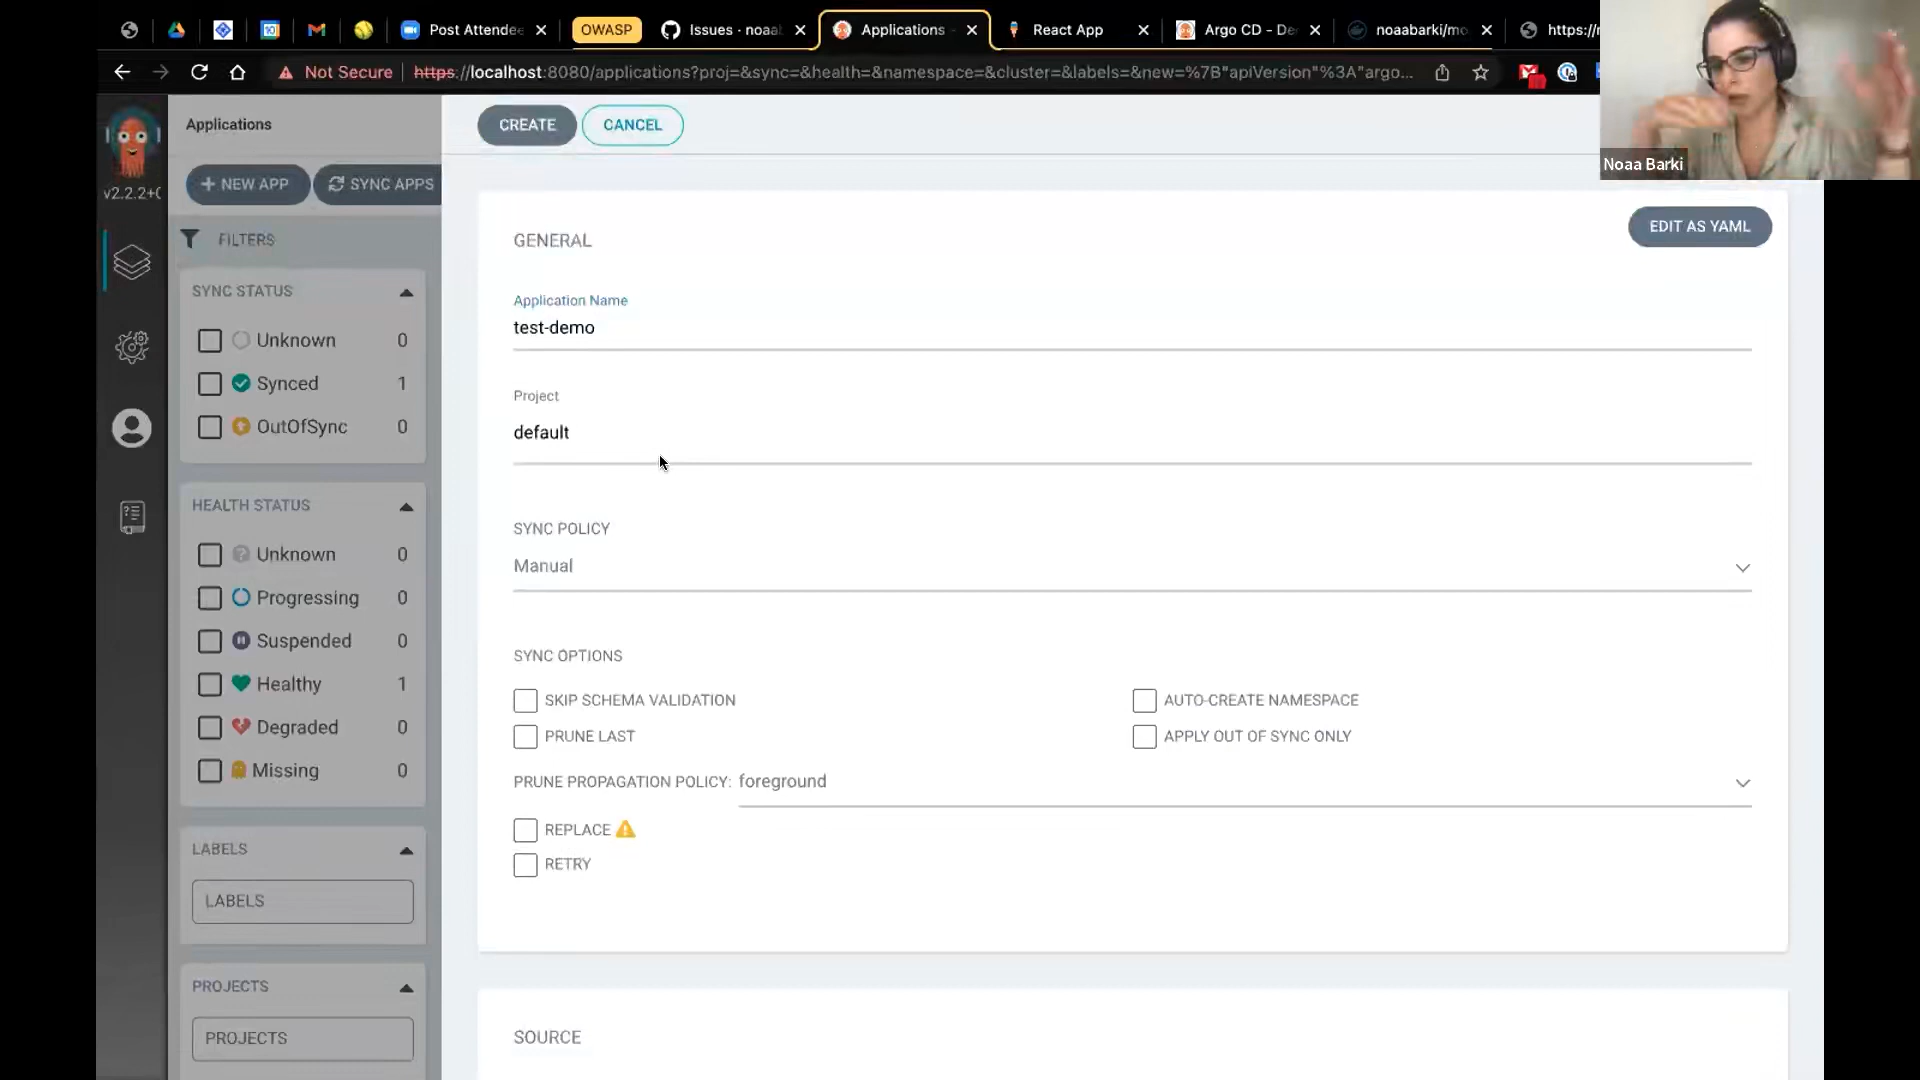 Post Attendee
OWASP
Issues · noaa
Applications -
React App
Argo CD - De
noaabarki/mo
https://r
Not Secure
https://localhost:8080/applications?proj=&sync=&health=&namespace=&cluster=&labels=&new=%7B"apiVersion"%3A"argo...
Noaa Barki
v2.2.2+0
Applications
+ NEW APP
SYNC APPS
FILTERS
SYNC STATUS
Unknown 0
Synced 1
OutOfSync 0
HEALTH STATUS
Unknown 0
Progressing 0
Suspended 0
Healthy 1
Degraded 0
Missing 0
LABELS
LABELS
PROJECTS
PROJECTS
CREATE
CANCEL
GENERAL
EDIT AS YAML
Application Name
test-demo
Project
default
SYNC POLICY
Manual
SYNC OPTIONS
SKIP SCHEMA VALIDATION
AUTO-CREATE NAMESPACE
PRUNE LAST
APPLY OUT OF SYNC ONLY
PRUNE PROPAGATION POLICY: foreground
REPLACE
RETRY
SOURCE